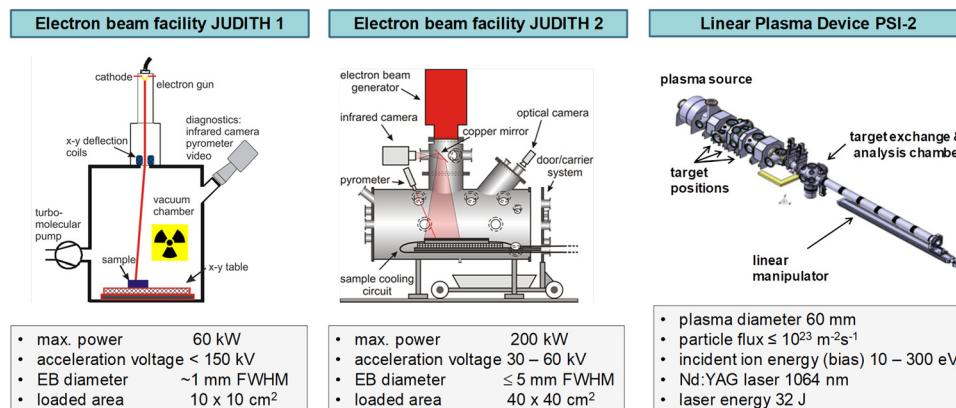 Electron beam facility JUDITH 1
cathode
electron gun
diagnostics:
infrared camera
pyrometer
video
x-y deflection
coils
vacuum
chamber
turbo-
molecular
pump
sample
x-y table
• max. power 60 kW
• acceleration voltage < 150 kV
• EB diameter ~1 mm FWHM
• loaded area 10 x 10 cm²
Electron beam facility JUDITH 2
electron beam
generator
optical camera
infrared camera
copper mirror
door/carrier
system
pyrometer
sample cooling
circuit
• max. power 200 kW
• acceleration voltage 30 – 60 kV
• EB diameter ≤ 5 mm FWHM
• loaded area 40 x 40 cm²
Linear Plasma Device PSI-2
plasma source
target exchange &
analysis chamber
target
positions
linear
manipulator
• plasma diameter 60 mm
• particle flux ≤ 10²³ m⁻²s⁻¹
• incident ion energy (bias) 10 – 300 eV
• Nd:YAG laser 1064 nm
• laser energy 32 J